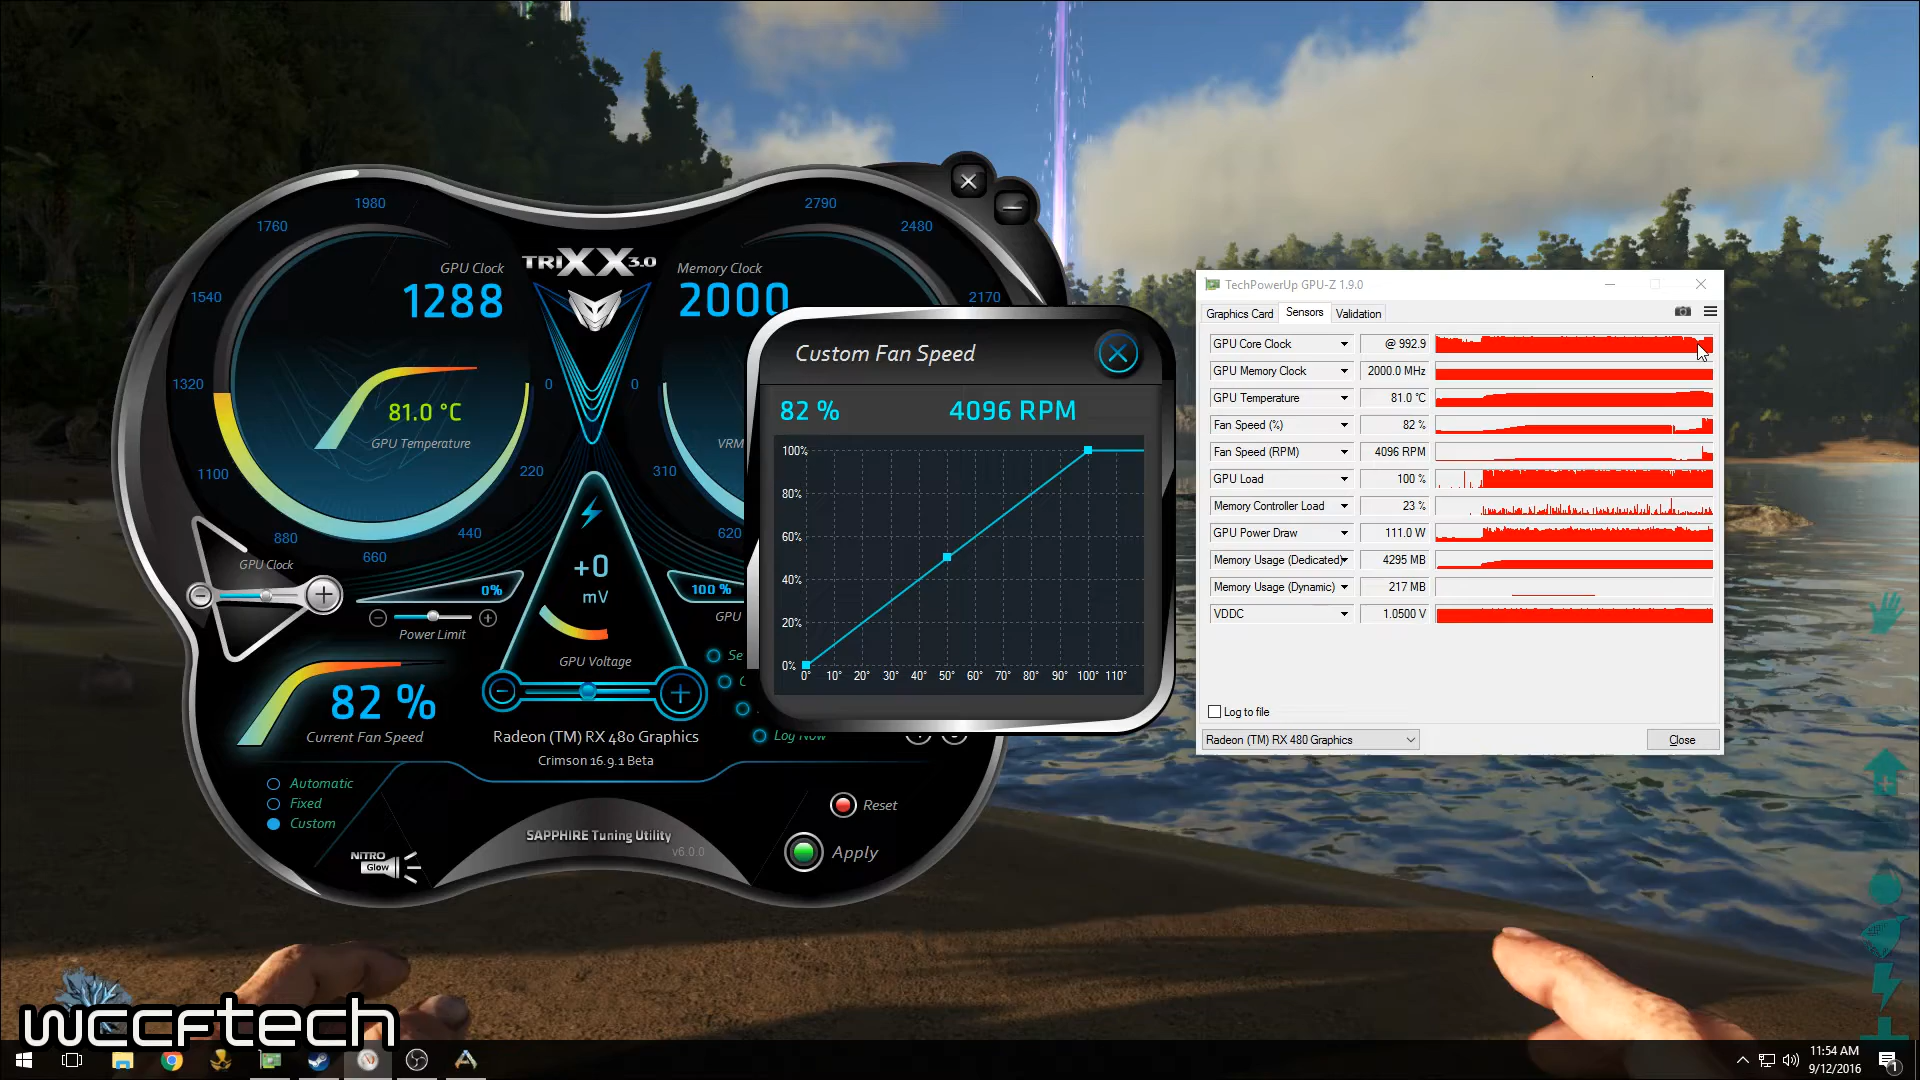 1980
2790
1760
2480
GPU Clock
TRIXX 3.0
Memory Clock
1540
1288
2000
2170
1320
0
0
81.0 °C
GPU Temperature
VRM
1100
220
310
880
440
620
660
GPU Clock
0%
+0
mV
100 %
Power Limit
GPU
GPU Voltage
Se
82 %
Current Fan Speed
Radeon (TM) RX 480 Graphics
Log Now
Crimson 16.9.1 Beta
Automatic
Fixed
Custom
Reset
SAPPHIRE Tuning Utility
v6.0.0
Apply
NITRO
Glow
Custom Fan Speed
82 %
4096 RPM
100%
80%
60%
40%
20%
0%
0° 10° 20° 30° 40° 50° 60° 70° 80° 90° 100° 110°
TechPowerUp GPU-Z 1.9.0
Graphics Card Sensors Validation
GPU Core Clock @ 992.9
GPU Memory Clock 2000.0 MHz
GPU Temperature 81.0 °C
Fan Speed (%) 82 %
Fan Speed (RPM) 4096 RPM
GPU Load 100 %
Memory Controller Load 23 %
GPU Power Draw 111.0 W
Memory Usage (Dedicated) 4295 MB
Memory Usage (Dynamic) 217 MB
VDDC 1.0500 V
Log to file
Radeon (TM) RX 480 Graphics
Close
wccftech
11:54 AM
9/12/2016
1